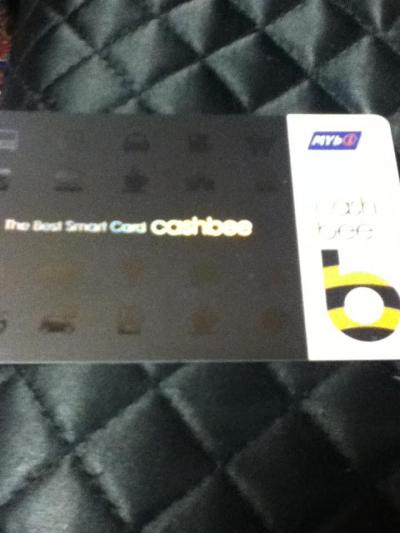 The Best Smart Card cashbee
MYbi
cash
bee
b